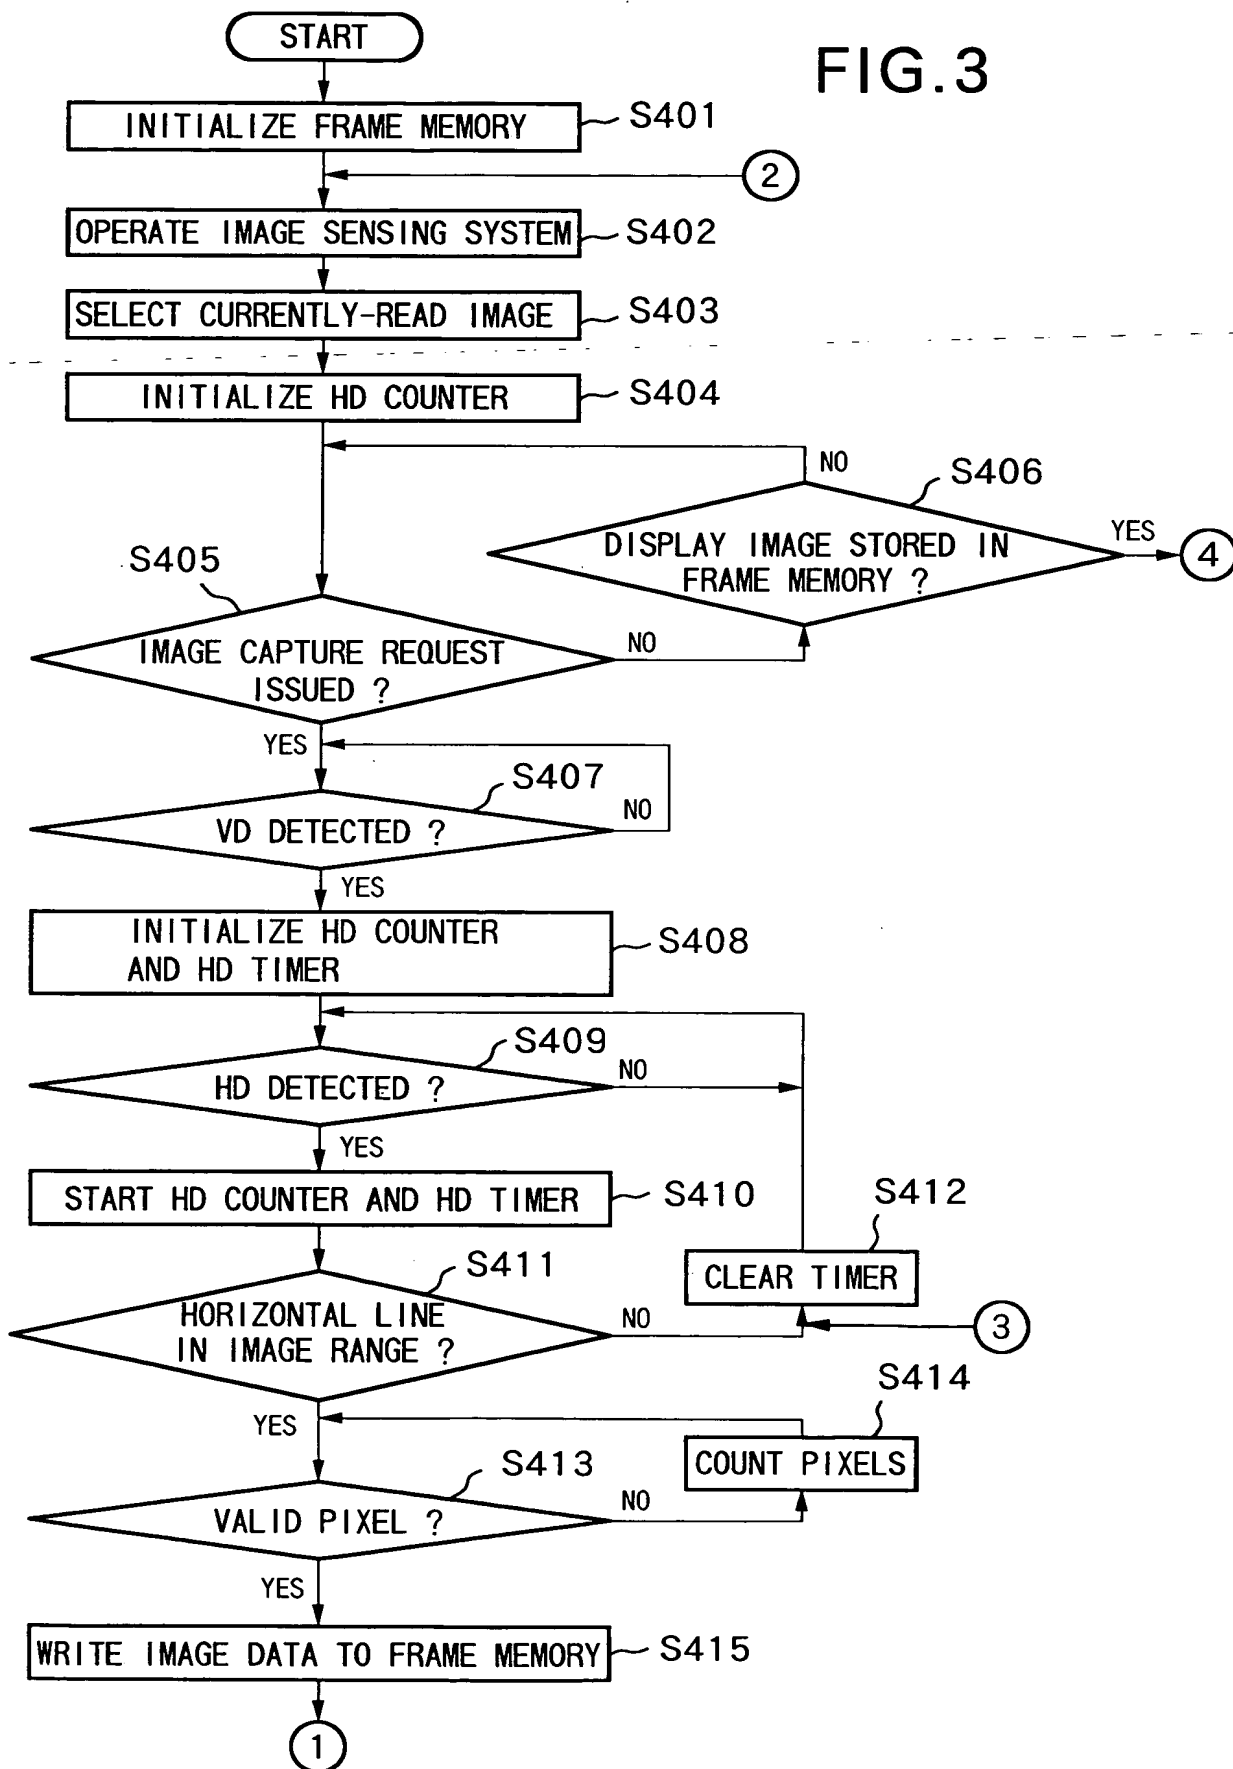 START
FIG.3
INITIALIZE FRAME MEMORY
S401
2
OPERATE IMAGE SENSING SYSTEM
S402
SELECT CURRENTLY-READ IMAGE
S403
INITIALIZE HD COUNTER
S404
NO
S406
DISPLAY IMAGE STORED IN
FRAME MEMORY ?
YES
4
S405
IMAGE CAPTURE REQUEST
ISSUED ?
NO
YES
S407
VD DETECTED ?
NO
YES
INITIALIZE HD COUNTER
AND HD TIMER
S408
S409
HD DETECTED ?
NO
YES
START HD COUNTER AND HD TIMER
S410
S412
CLEAR TIMER
S411
HORIZONTAL LINE
IN IMAGE RANGE ?
NO
3
YES
S414
COUNT PIXELS
S413
VALID PIXEL ?
NO
YES
WRITE IMAGE DATA TO FRAME MEMORY
S415
1